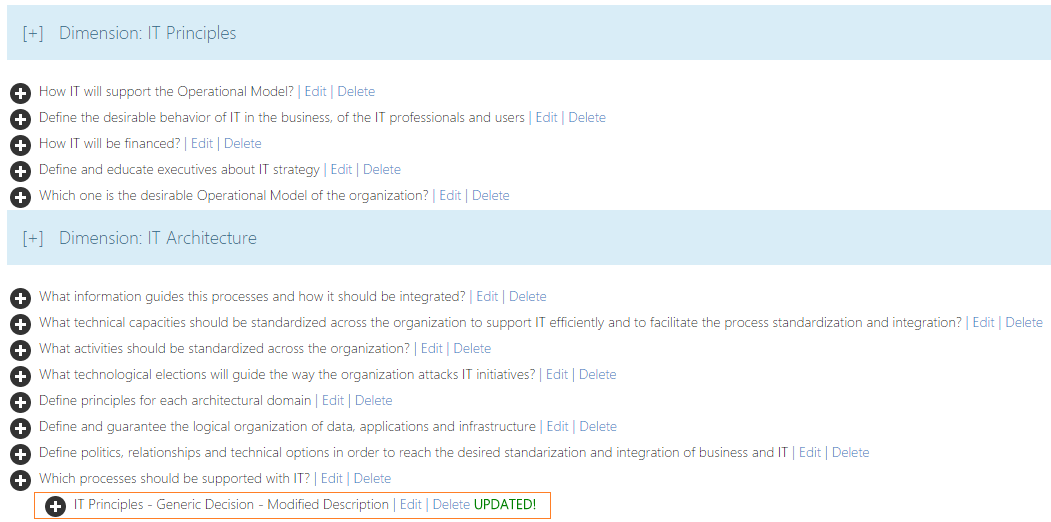 [+] Dimension: IT Principles
How IT will support the Operational Model? | Edit | Delete
Define the desirable behavior of IT in the business, of the IT professionals and users | Edit | Delete
How IT will be financed? | Edit | Delete
Define and educate executives about IT strategy | Edit | Delete
Which one is the desirable Operational Model of the organization? | Edit | Delete
[+] Dimension: IT Architecture
What information guides this processes and how it should be integrated? | Edit | Delete
What technical capacities should be standardized across the organization to support IT efficiently and to facilitate the process standardization and integration? | Edit | Delete
What activities should be standardized across the organization? | Edit | Delete
What technological elections will guide the way the organization attacks IT initiatives? | Edit | Delete
Define principles for each architectural domain | Edit | Delete
Define and guarantee the logical organization of data, applications and infrastructure | Edit | Delete
Define politics, relationships and technical options in order to reach the desired standarization and integration of business and IT | Edit | Delete
Which processes should be supported with IT? | Edit | Delete
IT Principles - Generic Decision - Modified Description | Edit | Delete UPDATED!